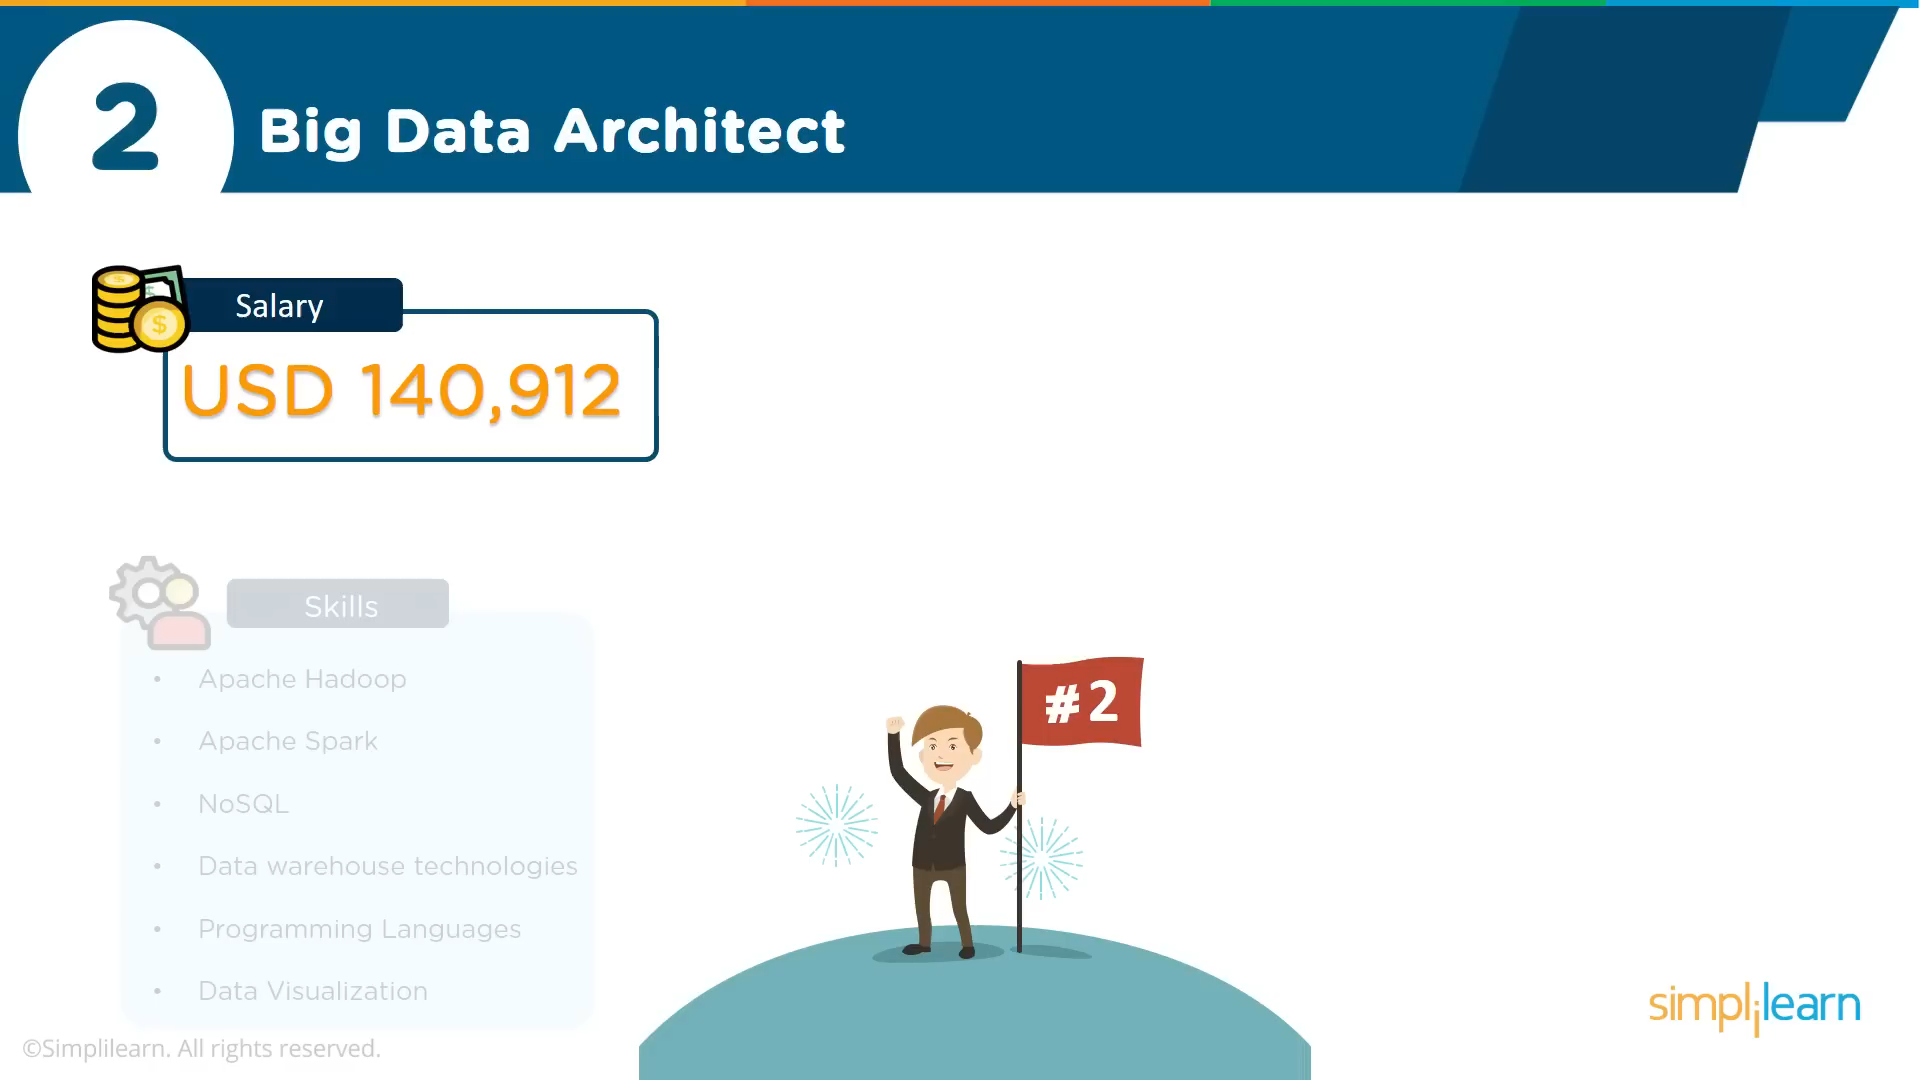 2
Big Data Architect
Salary
USD 140,912
Skills
• Apache Hadoop
• Apache Spark
• NoSQL
• Data warehouse technologies
• Programming Languages
• Data Visualization
#2
simplilearn
©Simplilearn. All rights reserved.